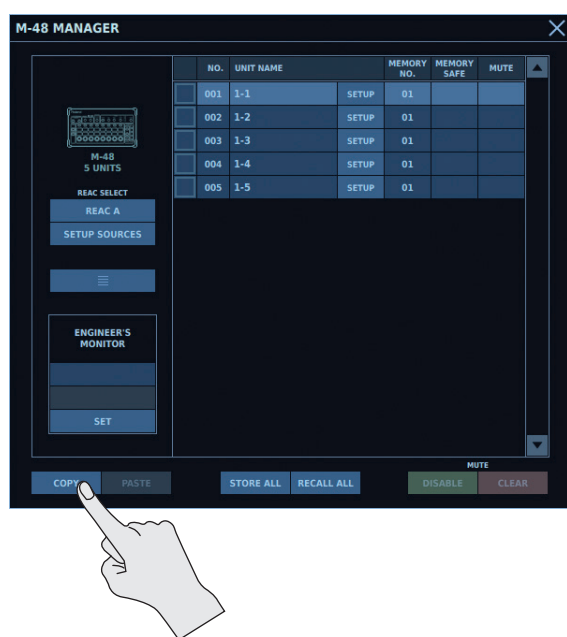 M-48 MANAGER
NO. UNIT NAME MEMORY NO. MEMORY SAFE MUTE
001 1-1 SETUP 01
002 1-2 SETUP 01
003 1-3 SETUP 01
004 1-4 SETUP 01
005 1-5 SETUP 01
M-48
5 UNITS
REAC SELECT
REAC A
SETUP SOURCES
ENGINEER'S
MONITOR
SET
MUTE
COPY PASTE STORE ALL RECALL ALL DISABLE CLEAR